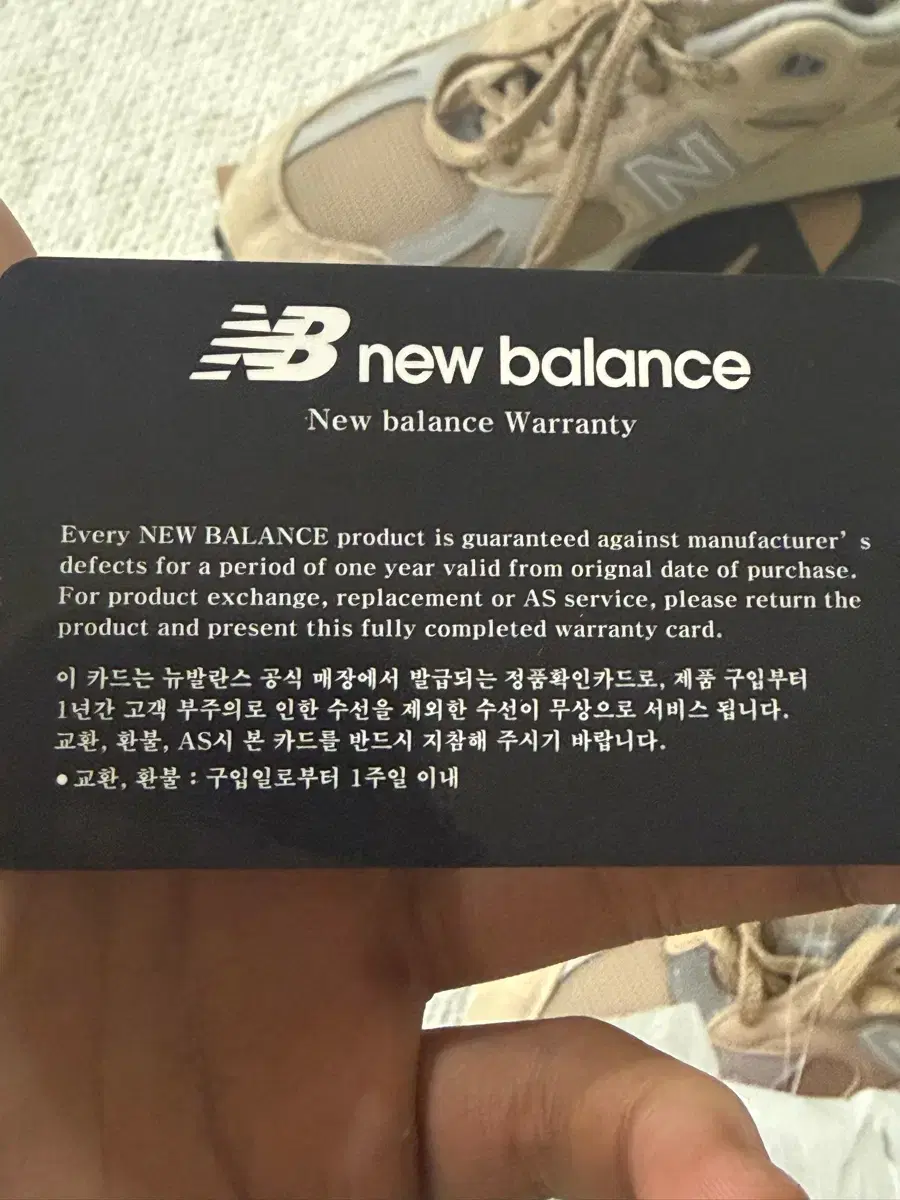 N
NB new balance
New balance Warranty
Every NEW BALANCE product is guaranteed against manufacturer's
defects for a period of one year valid from orignal date of purchase.
For product exchange, replacement or AS service, please return the
product and present this fully completed warranty card.
이 카드는 뉴발란스 공식 매장에서 발급되는 정품확인카드로, 제품 구입부터
1년간 고객 부주의로 인한 수선을 제외한 수선이 무상으로 서비스 됩니다.
교환, 환불, AS시 본 카드를 반드시 지참해 주시기 바랍니다.
● 교환, 환불 : 구입일로부터 1주일 이내